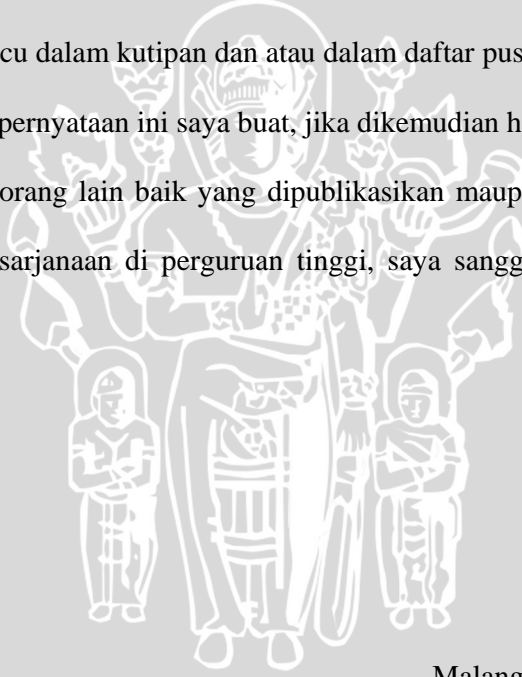 cu dalam kutipan dan atau dalam daftar pus
pernyataan ini saya buat, jika dikemudian h
orang lain baik yang dipublikasikan maup
sarjanaan di perguruan tinggi, saya sangg
Malang